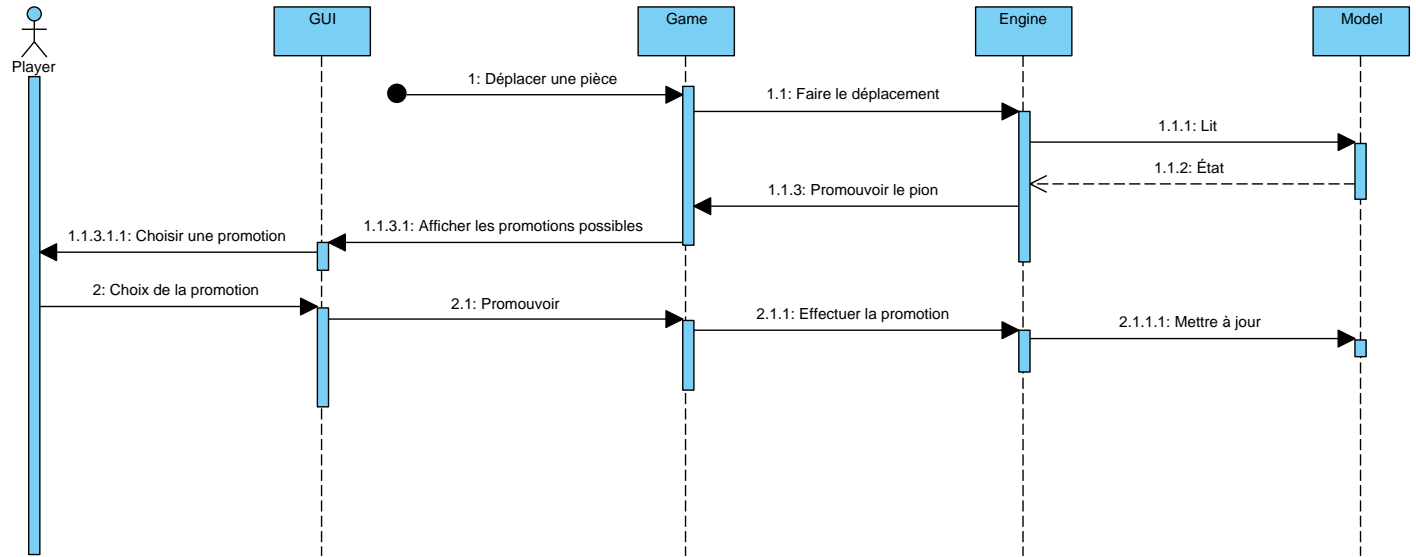 Player
GUI
Game
Engine
Model
1: Déplacer une pièce
1.1: Faire le déplacement
1.1.1: Lit
1.1.2: État
1.1.3: Promouvoir le pion
1.1.3.1: Afficher les promotions possibles
1.1.3.1.1: Choisir une promotion
2: Choix de la promotion
2.1: Promouvoir
2.1.1: Effectuer la promotion
2.1.1.1: Mettre à jour